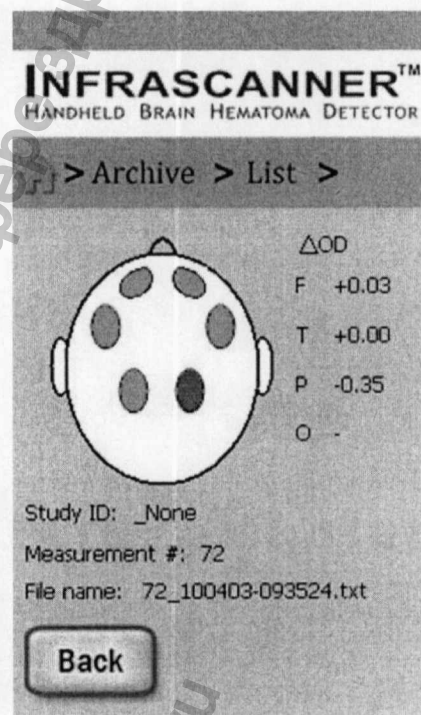 INFRASCANNER™
HANDHELD BRAIN HEMATOMA DETECTOR
> Archive > List >
△OD
F +0.03
T +0.00
P -0.35
O -
Study ID: _None
Measurement #: 72
File name: 72_100403-093524.txt
Back